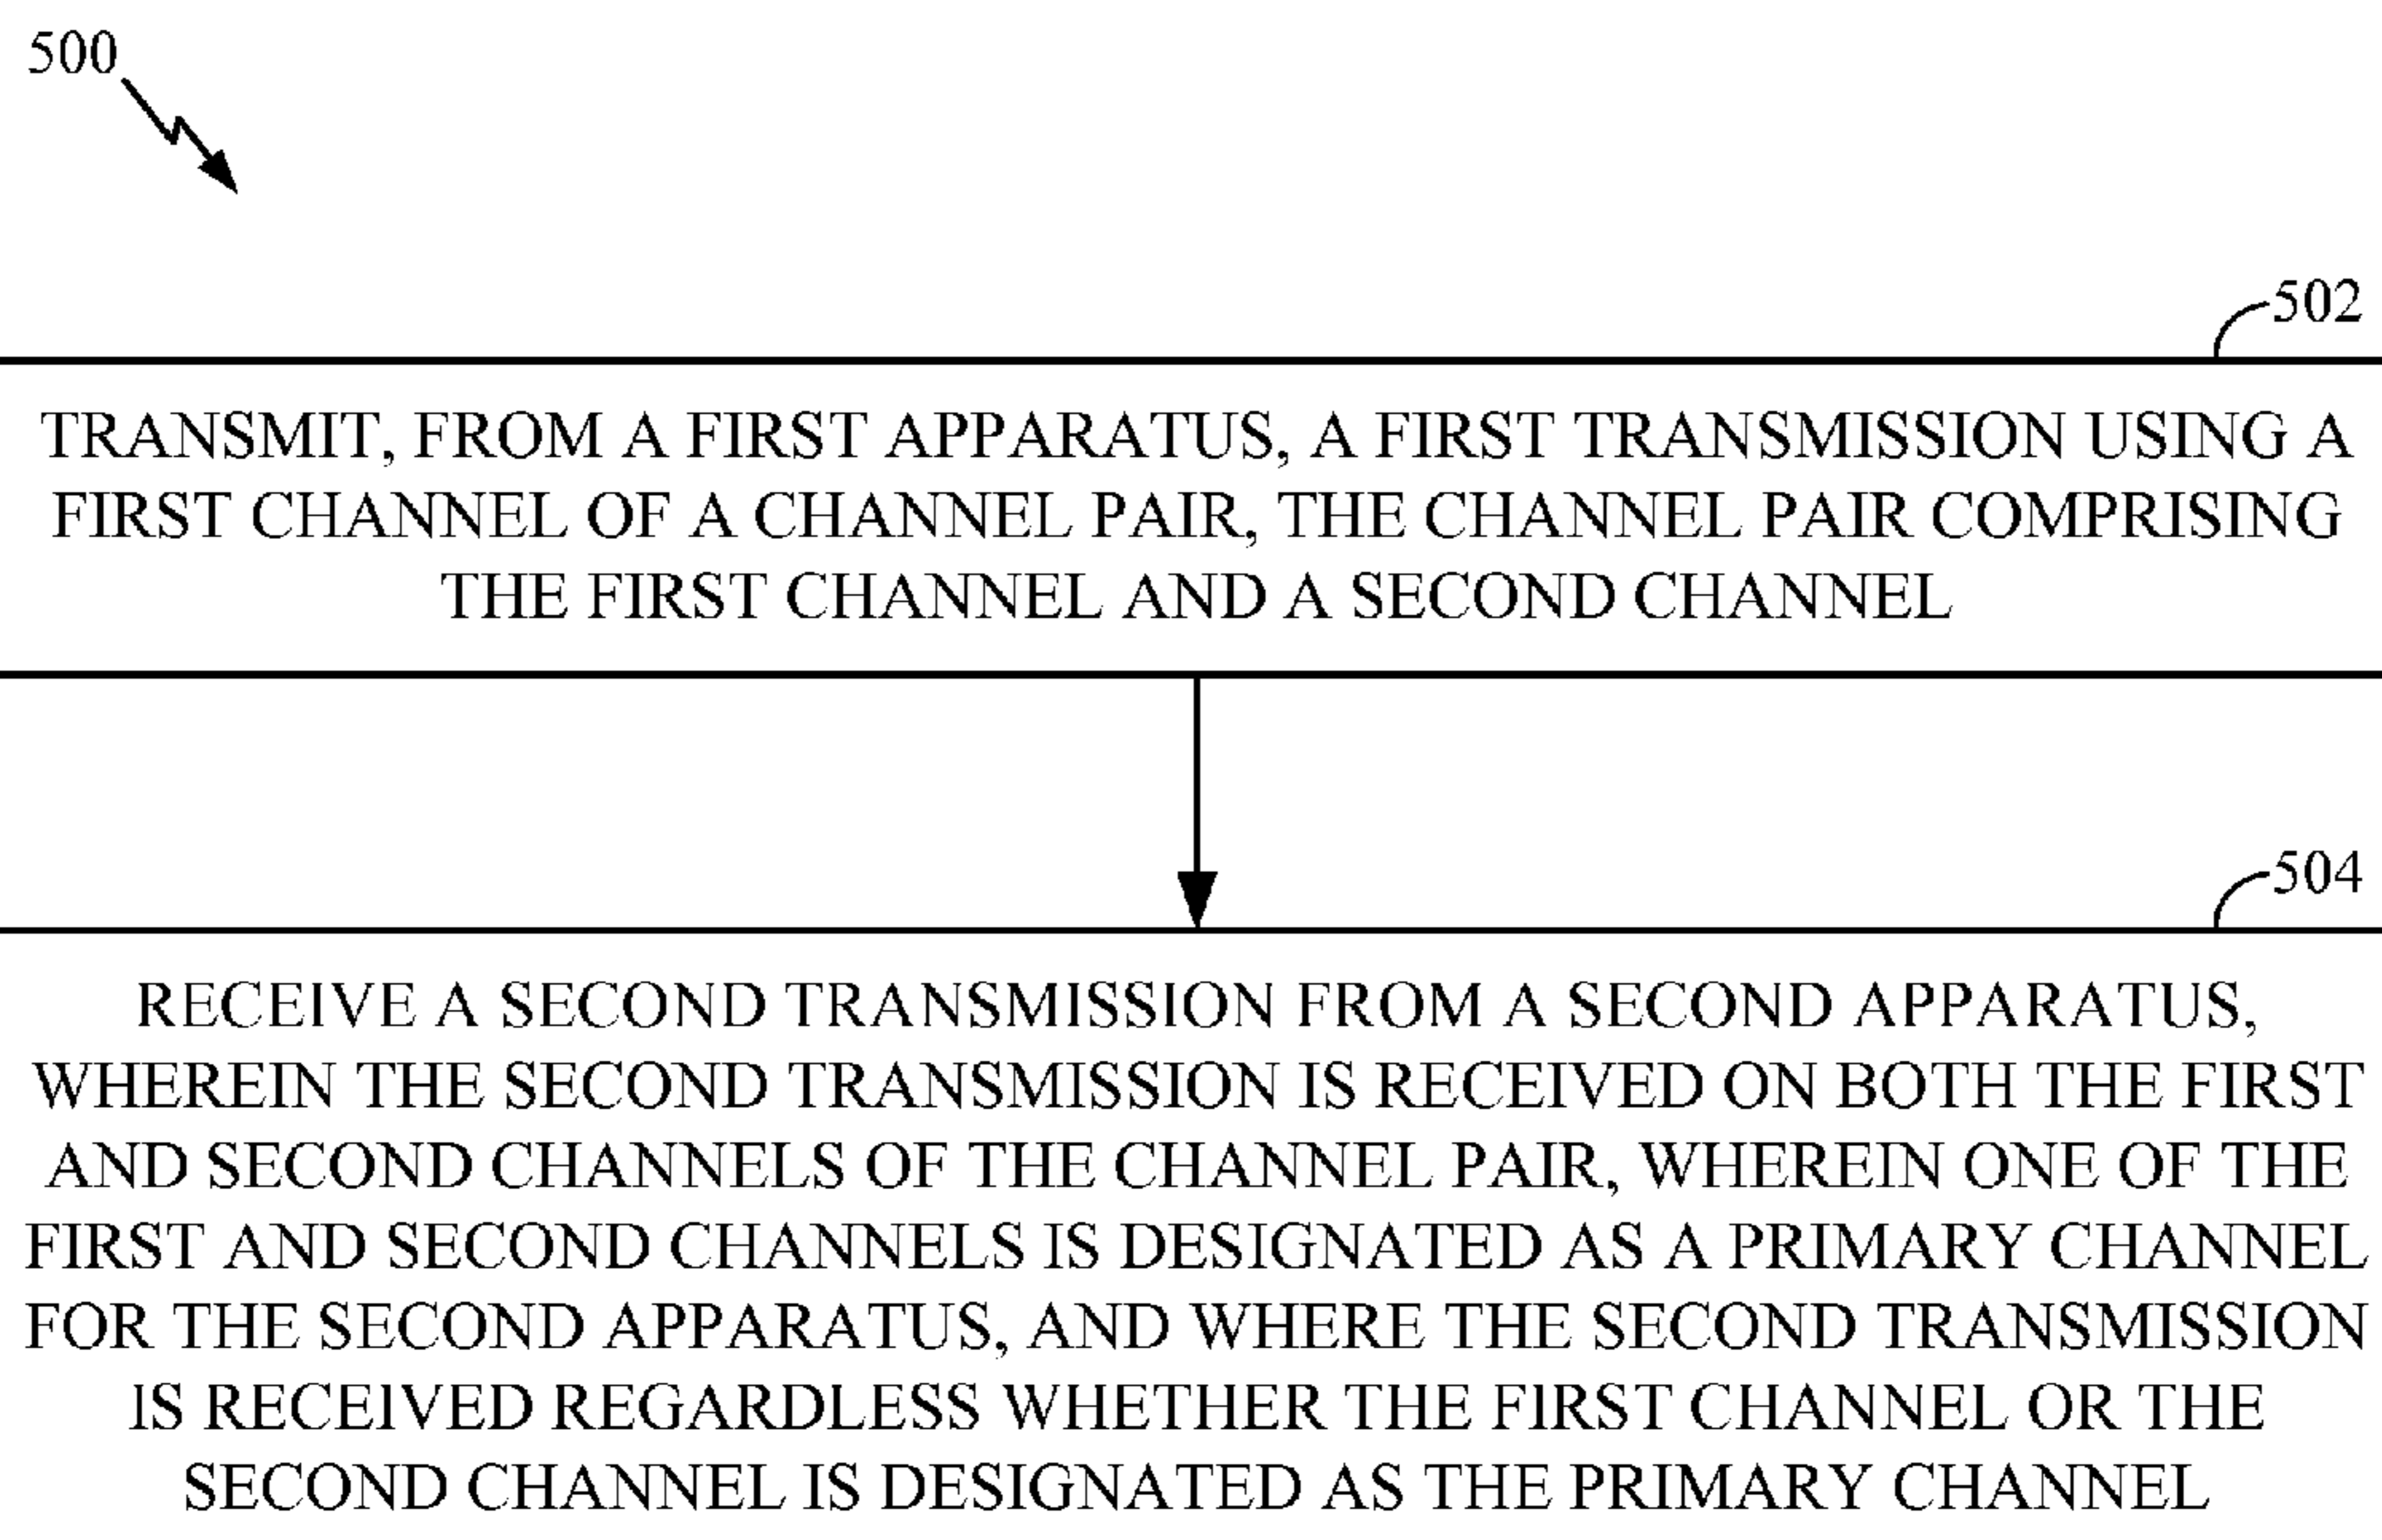 500
502
TRANSMIT, FROM A FIRST APPARATUS, A FIRST TRANSMISSION USING A
FIRST CHANNEL OF A CHANNEL PAIR, THE CHANNEL PAIR COMPRISING
THE FIRST CHANNEL AND A SECOND CHANNEL
504
RECEIVE A SECOND TRANSMISSION FROM A SECOND APPARATUS,
WHEREIN THE SECOND TRANSMISSION IS RECEIVED ON BOTH THE FIRST
AND SECOND CHANNELS OF THE CHANNEL PAIR, WHEREIN ONE OF THE
FIRST AND SECOND CHANNELS IS DESIGNATED AS A PRIMARY CHANNEL
FOR THE SECOND APPARATUS, AND WHERE THE SECOND TRANSMISSION
IS RECEIVED REGARDLESS WHETHER THE FIRST CHANNEL OR THE
SECOND CHANNEL IS DESIGNATED AS THE PRIMARY CHANNEL